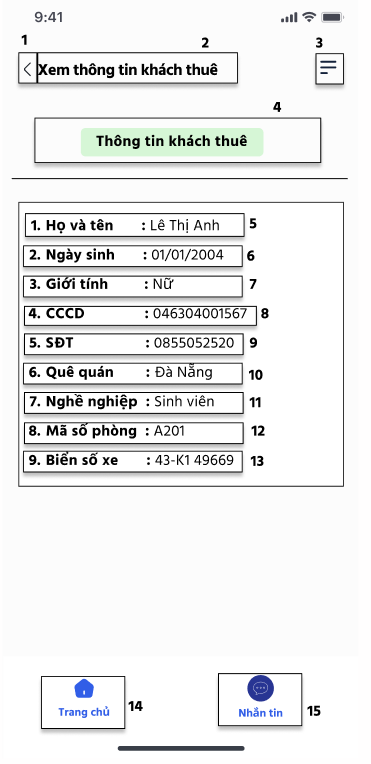 9:41
1
2
3
Xem thông tin khách thuê
4
Thông tin khách thuê
1. Họ và tên : Lê Thị Anh 5
2. Ngày sinh : 01/01/2004 6
3. Giới tính : Nữ 7
4. CCCD : 046304001567 8
5. SĐT : 0855052520 9
6. Quê quán : Đà Nẵng 10
7. Nghề nghiệp : Sinh viên 11
8. Mã số phòng : A201 12
9. Biển số xe : 43-K1 49669 13
Trang chủ 14
Nhắn tin 15